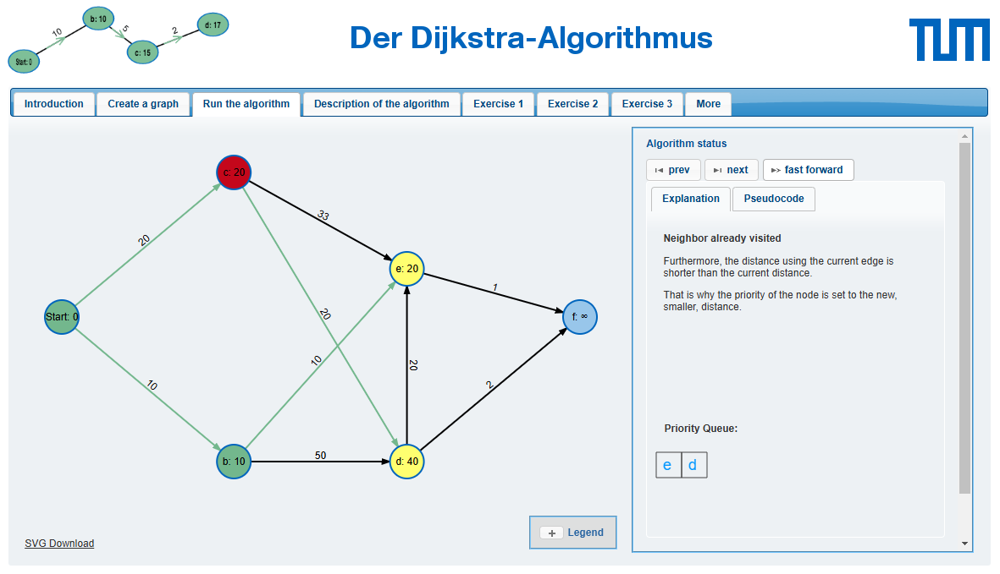 Start: 0
10
b: 10
5
c: 15
2
d: 17
Der Dijkstra-Algorithmus
TUM
Introduction
Create a graph
Run the algorithm
Description of the algorithm
Exercise 1
Exercise 2
Exercise 3
More
c: 20
20
33
e: 20
1
Start: 0
20
f: ∞
10
10
20
2
b: 10
50
d: 40
SVG Download
Legend
Algorithm status
prev
next
fast forward
Explanation
Pseudocode
Neighbor already visited
Furthermore, the distance using the current edge is
shorter than the current distance.
That is why the priority of the node is set to the new,
smaller, distance.
Priority Queue:
e d